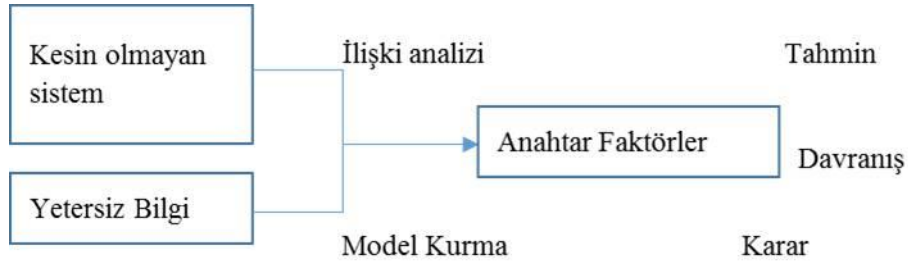 Kesin olmayan
sistem
İlişki analizi
Tahmin
Anahtar Faktörler
Davranış
Yetersiz Bilgi
Model Kurma
Karar